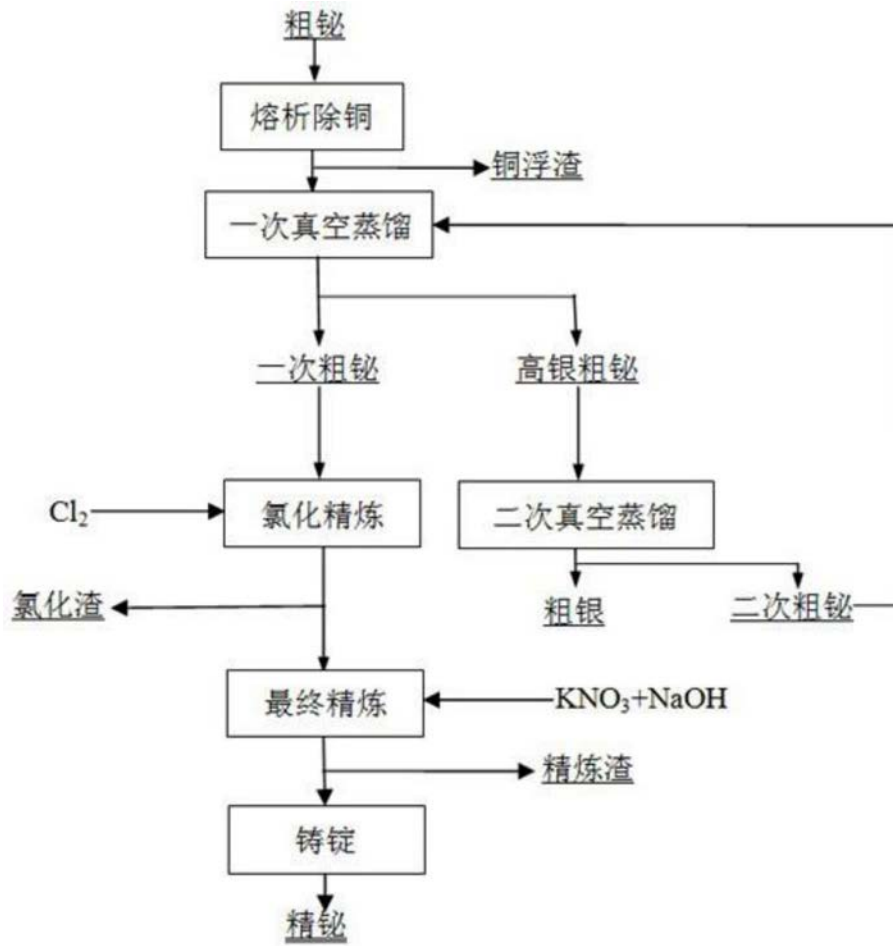 粗铋
熔析除铜
铜浮渣
一次真空蒸馏
一次粗铋
高银粗铋
Cl₂
氯化精炼
二次真空蒸馏
氯化渣
粗银
二次粗铋
最终精炼
KNO₃+NaOH
精炼渣
铸锭
精铋